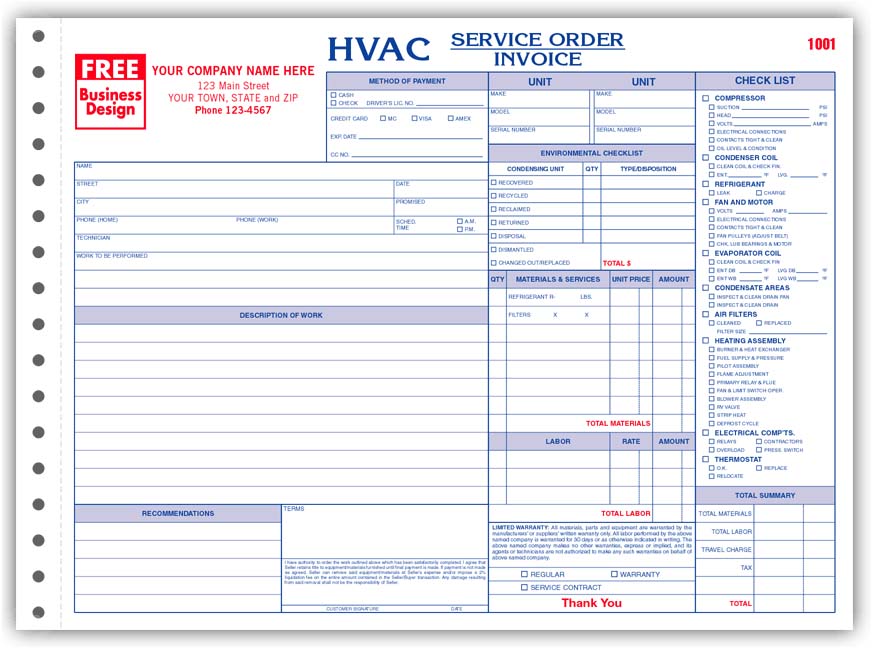 HVAC SERVICE ORDER
INVOICE
1001
FREE
Business
Design
YOUR COMPANY NAME HERE
123 Main Street
YOUR TOWN, STATE and ZIP
Phone 123-4567
METHOD OF PAYMENT
CASH
CHECK DRIVER'S LIC. NO.
CREDIT CARD MC VISA AMEX
EXP. DATE
CC NO.
NAME
STREET DATE
CITY PROMISED
PHONE (HOME) PHONE (WORK) SCHED. TIME A.M. P.M.
TECHNICIAN
WORK TO BE PERFORMED
DESCRIPTION OF WORK
RECOMMENDATIONS
TERMS
I have authority to order the work outlined above which has been satisfactorily completed. I agree that
Seller retains title to equipment/materials furnished until final payment is made. If payment is not made
as agreed, Seller can remove said equipment/materials at Seller's expense and/or impose a 2%
liquidation fee on the entire amount contained in the Seller/Buyer transaction. Any damage resulting
from said removal shall not be the responsibility of Seller.
CUSTOMER SIGNATURE DATE
UNIT UNIT
MAKE MAKE
MODEL MODEL
SERIAL NUMBER SERIAL NUMBER
ENVIRONMENTAL CHECKLIST
CONDENSING UNIT QTY TYPE/DISPOSITION
RECOVERED
RECYCLED
RECLAIMED
RETURNED
DISPOSAL
DISMANTLED
CHANGED OUT/REPLACED TOTAL $
QTY MATERIALS & SERVICES UNIT PRICE AMOUNT
REFRIGERANT R- LBS.
FILTERS X X
TOTAL MATERIALS
LABOR RATE AMOUNT
TOTAL LABOR
LIMITED WARRANTY: All materials, parts and equipment are warranted by the
manufacturers' or suppliers' written warranty only. All labor performed by the above
named company is warranted for 30 days or as otherwise indicated in writing. The
above named company makes no other warranties, express or implied, and its
agents or technicians are not authorized to make any such warranties on behalf of
above named company.
REGULAR WARRANTY
SERVICE CONTRACT
Thank You
CHECK LIST
COMPRESSOR
SUCTION PSI
HEAD PSI
VOLTS AMPS
ELECTRICAL CONNECTIONS
CONTACTS TIGHT & CLEAN
OIL LEVEL & CONDITION
CONDENSER COIL
CLEAN COIL & CHECK FIN.
ENT. °F LVG. °F
REFRIGERANT
LEAK CHARGE
FAN AND MOTOR
VOLTS AMPS
ELECTRICAL CONNECTIONS
CONTACTS TIGHT & CLEAN
FAN PULLEYS (ADJUST BELT)
CHK. LUB BEARINGS & MOTOR
EVAPORATOR COIL
CLEAN COIL & CHECK FIN
ENT DB °F LVG DB °F
ENT WB °F LVG WB °F
CONDENSATE AREAS
INSPECT & CLEAN DRAIN PAN
INSPECT & CLEAN DRAIN
AIR FILTERS
CLEANED REPLACED
FILTER SIZE
HEATING ASSEMBLY
BURNER & HEAT EXCHANGER
FUEL SUPPLY & PRESSURE
PILOT ASSEMBLY
FLAME ADJUSTMENT
PRIMARY RELAY & FLUE
FAN & LIMIT SWITCH OPER.
BLOWER ASSEMBLY
RV VALVE
STRIP HEAT
DEFROST CYCLE
ELECTRICAL COMP'TS.
RELAYS CONTRACTORS
OVERLOAD PRESS. SWITCH
THERMOSTAT
O.K. REPLACE
RELOCATE
TOTAL SUMMARY
TOTAL MATERIALS
TOTAL LABOR
TRAVEL CHARGE
TAX
TOTAL